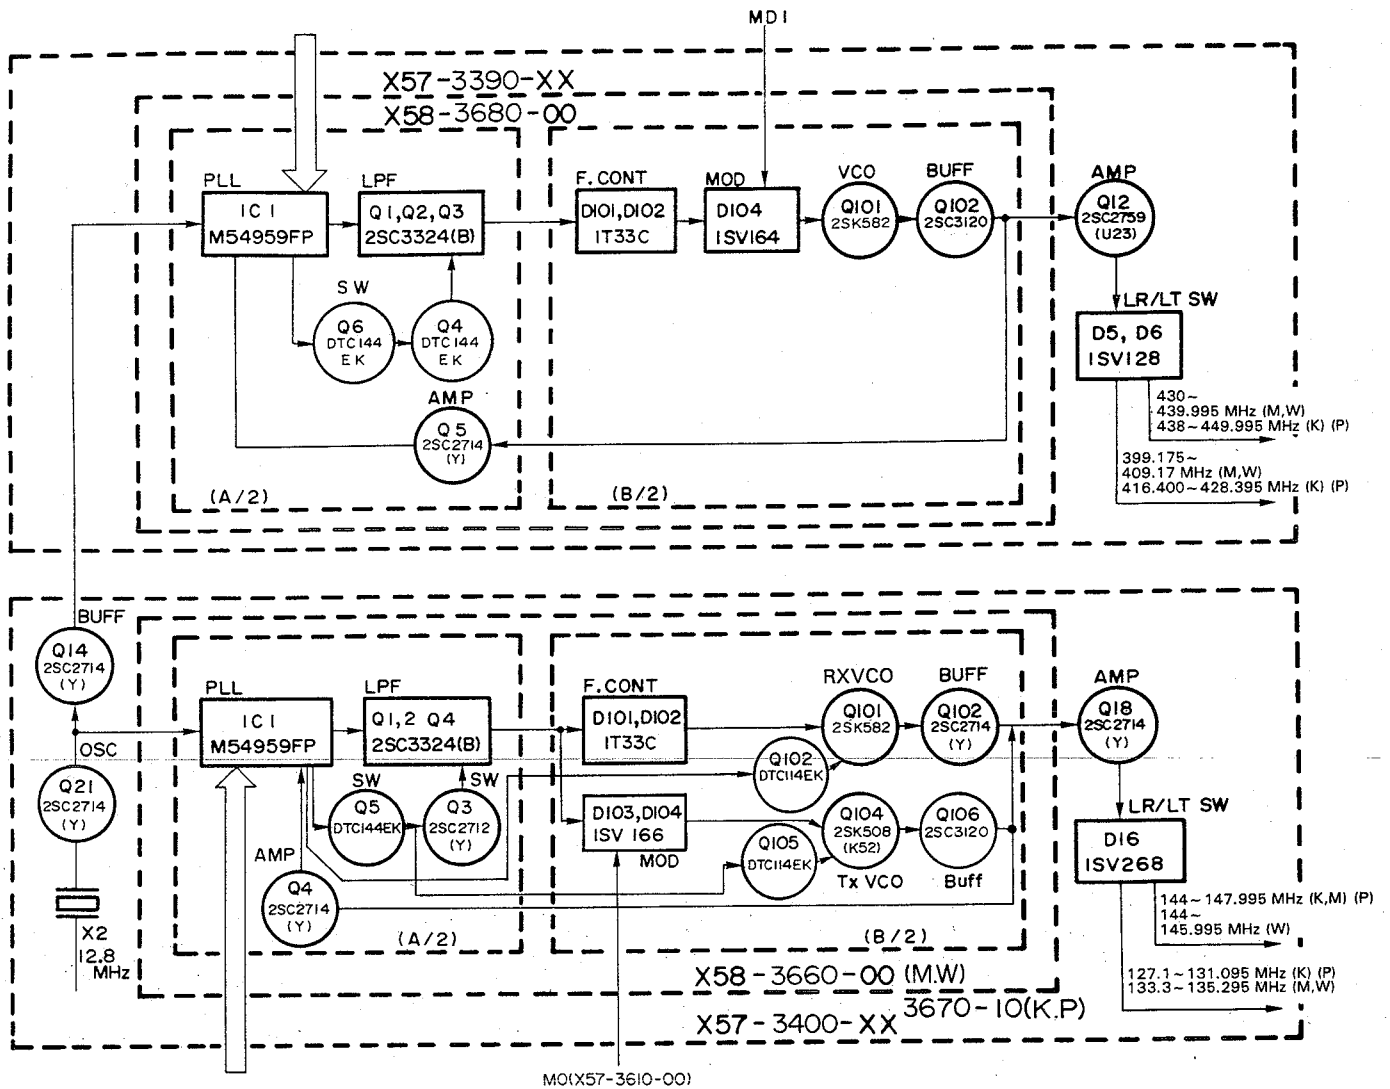 MD1
X57-3390-XX
X58-3680-00
PLL
IC1
M54959FP
LPF
Q1, Q2, Q3
2SC3324(B)
F. CONT
D101, D102
1T33C
MOD
D104
1SV164
VCO
Q101
2SK582
BUFF
Q102
2SC3120
AMP
Q12
2SC2759
(U23)
SW
Q6
DTC144
EK
Q4
DTC144
EK
AMP
Q5
2SC2714
(Y)
(A/2)
(B/2)
LR/LT SW
D5, D6
1SV128
430~
439.995 MHz (M,W)
438~449.995 MHz (K) (P)
399.175~
409.17 MHz (M,W)
416.400~428.395 MHz (K) (P)
BUFF
Q14
2SC2714
(Y)
OSC
Q21
2SC2714
(Y)
X2
12.8
MHz
PLL
IC1
M54959FP
LPF
Q1,2 Q4
2SC3324(B)
SW
Q5
DTC144EK
SW
Q3
2SC2712
(Y)
AMP
Q4
2SC2714
(Y)
(A/2)
F. CONT
D101, D102
1T33C
D103, D104
1SV 166
MOD
RXVCO
Q101
2SK582
BUFF
Q102
2SC2714
(Y)
Q102
DTC114EK
Q104
2SK508
(K52)
Tx VCO
Q105
DTC114EK
Q106
2SC3120
Buff
(B/2)
AMP
Q18
2SC2714
(Y)
LR/LT SW
D16
1SV268
144~147.995 MHz (K,M) (P)
144~
145.995 MHz (W)
127.1~131.095 MHz (K) (P)
133.3~135.295 MHz (M,W)
X58-3660-00 (M.W)
3670-10(K.P)
X57-3400-XX
MO(X57-3610-00)